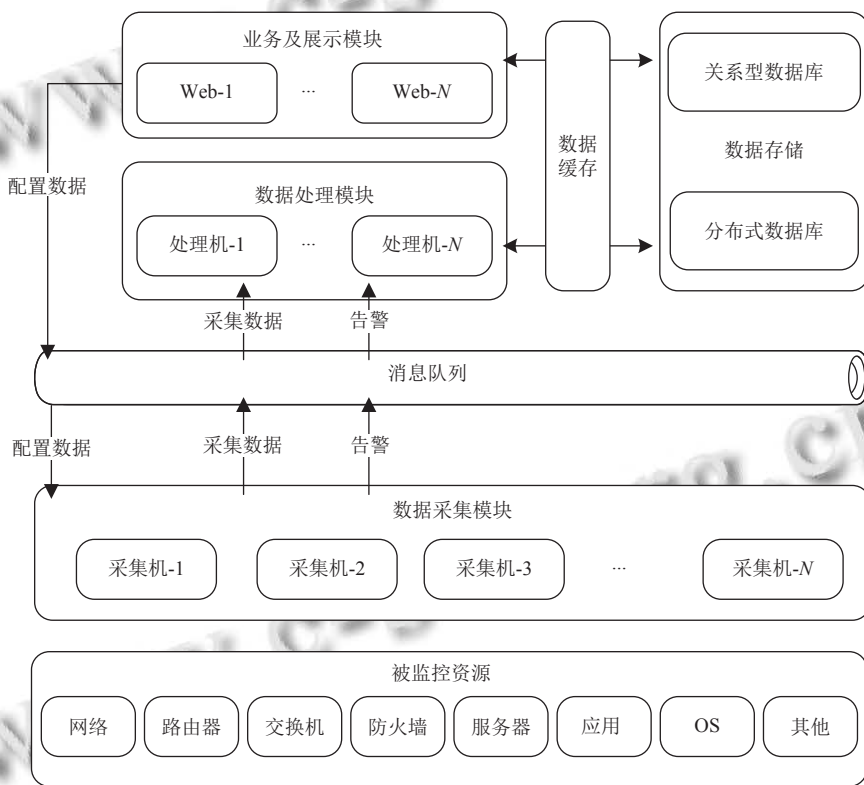 业务及展示模块
Web-1 ... Web-N
数据
缓存
关系型数据库
数据存储
分布式数据库
配置数据
数据处理模块
处理机-1 ... 处理机-N
采集数据 告警
消息队列
配置数据 采集数据 告警
数据采集模块
采集机-1 采集机-2 采集机-3 ... 采集机-N
被监控资源
网络 路由器 交换机 防火墙 服务器 应用 OS 其他